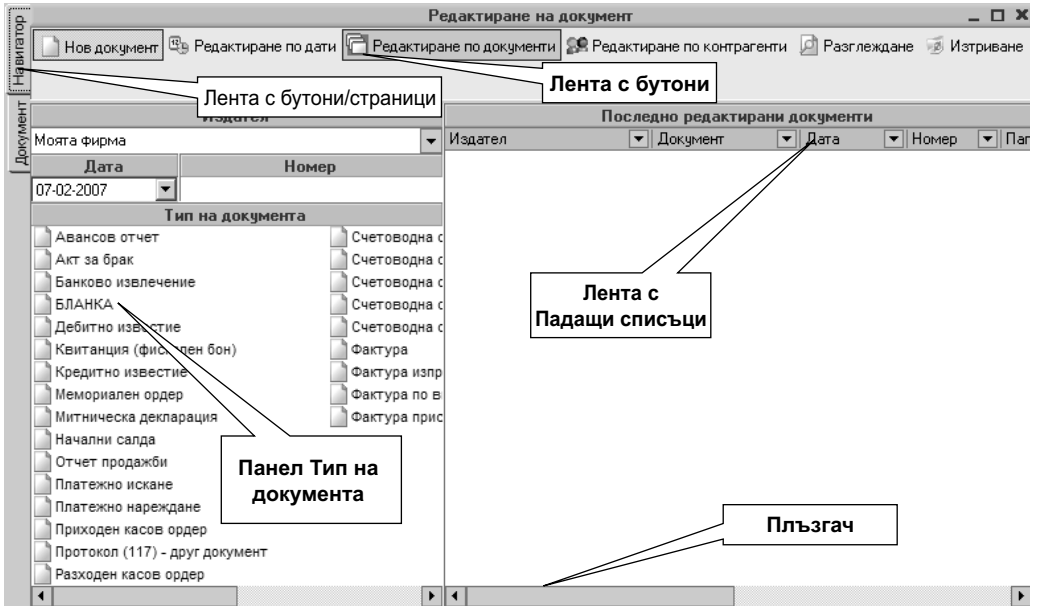 Редактиране на документ
Навигатор
Документ
Нов документ
Редактиране по дати
Редактиране по документи
Редактиране по контрагенти
Разглеждане
Изтриване
Лента с бутони/страници
Лента с бутони
Издател
Моята фирма
Дата Номер
07-02-2007
Тип на документа
Авансов отчет
Акт за брак
Банково извлечение
БЛАНКА
Дебитно известие
Квитанция (фискален бон)
Кредитно известие
Мемориален ордер
Митническа декларация
Начални салда
Отчет продажби
Платежно искане
Платежно нареждане
Приходен касов ордер
Протокол (117) - друг документ
Разходен касов ордер
Счетоводна с
Счетоводна с
Счетоводна с
Счетоводна с
Счетоводна с
Фактура
Фактура изпр
Фактура по в
Фактура прис
Панел Тип на
документа
Последно редактирани документи
Издател Документ Дата Номер Пап
Лента с
Падащи списъци
Плъзгач